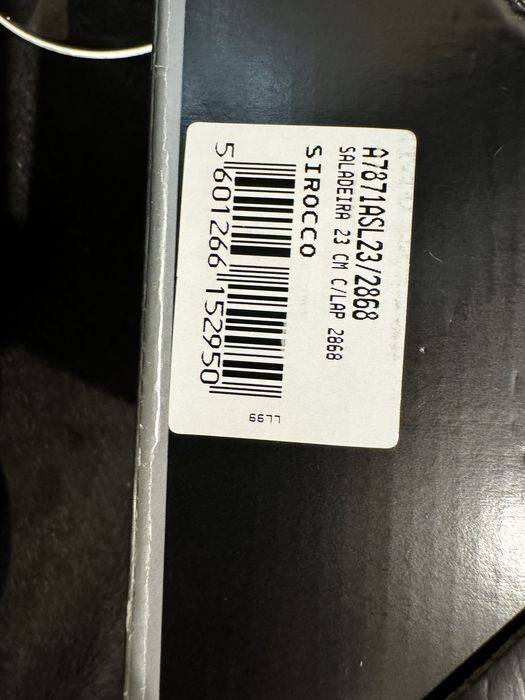 A7871ASL23/2868
SALADEIRA 23 CM C/LAP 2868
SIROCCO
5 601266 152950
LL99